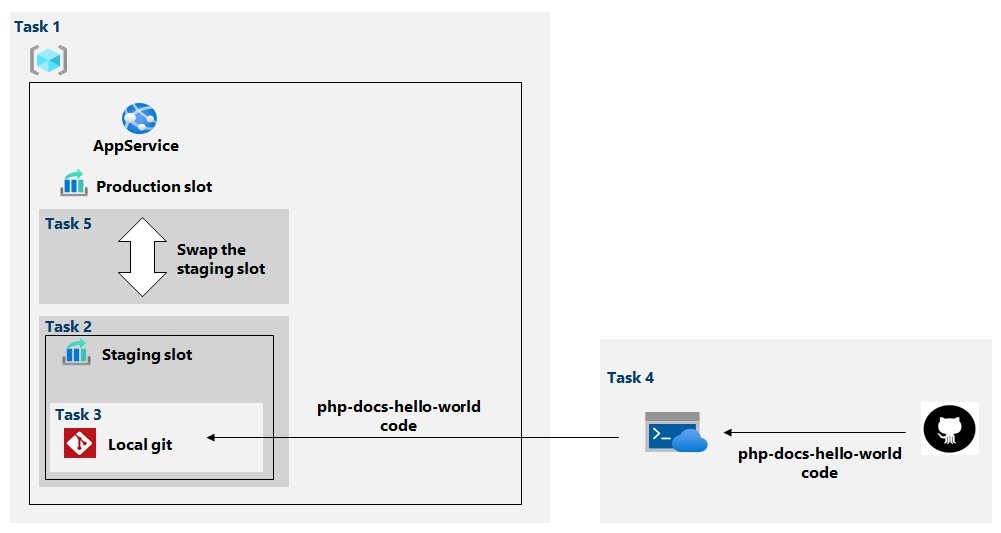 Task 1
AppService
Production slot
Task 5
Swap the
staging slot
Task 2
Staging slot
Task 3
Local git
php-docs-hello-world
code
Task 4
php-docs-hello-world
code